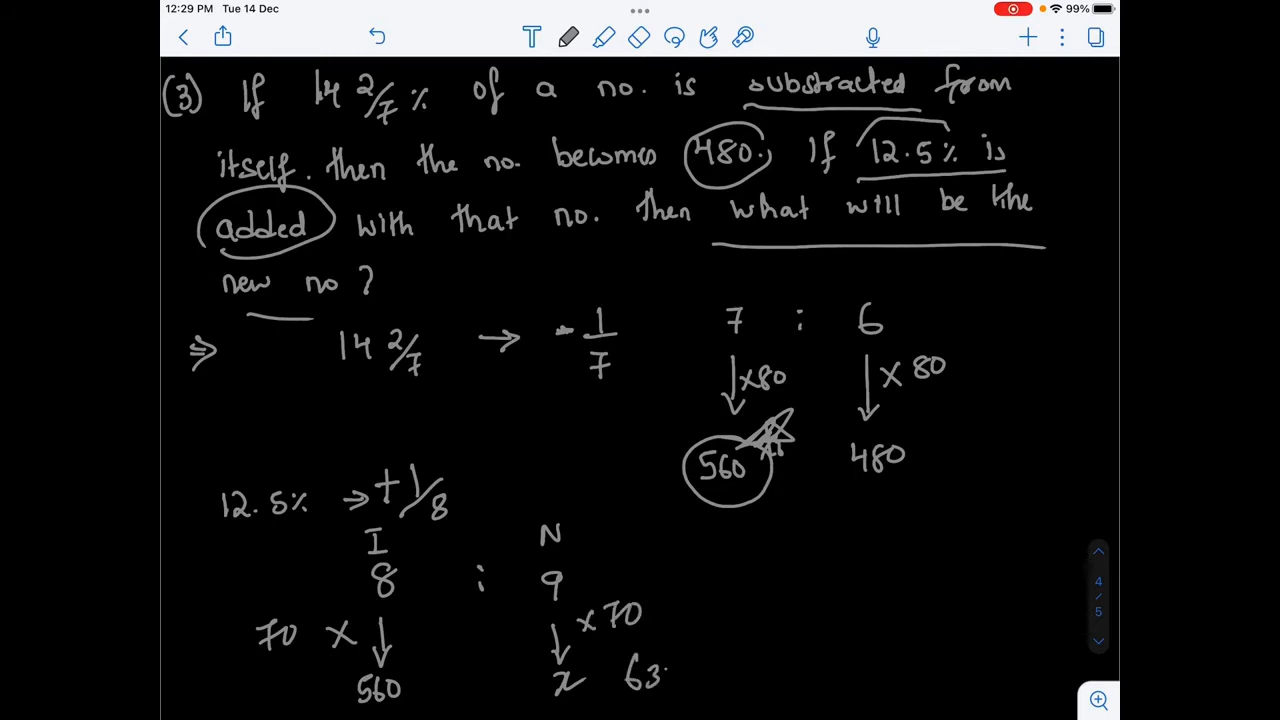 12:29 PM Tue 14 Dec
99%
T
(3) If 14 2/7 % of a no. is substracted from
itself. then the no. becomes 480. If 12.5% is
added with that no. then what will be the
new no?
⇒ 14 2/7 → - 1/7 7 : 6
×80 × 80
560 480
12.5% ⇒ + 1/8
I N
8 : 9
70 × × 70
560 x 63
4/5